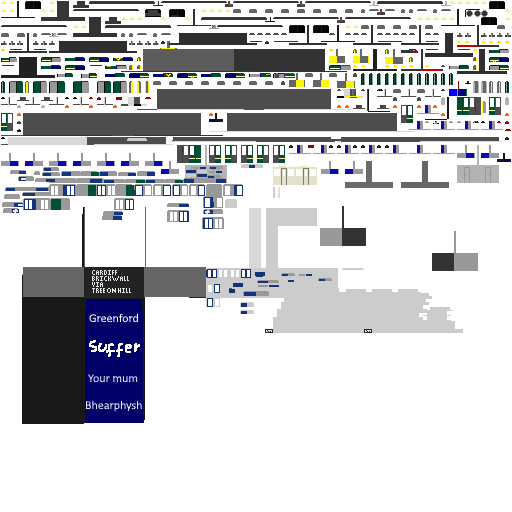 CARDIFF
BRICKWALL
VIA
TREE ON HILL
Greenford
Suffer
Your mum
Bhearphysh